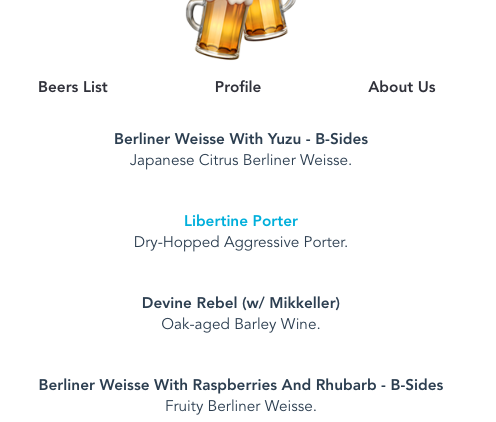 Beers List Profile About Us
Berliner Weisse With Yuzu - B-Sides
Japanese Citrus Berliner Weisse.
Libertine Porter
Dry-Hopped Aggressive Porter.
Devine Rebel (w/ Mikkeller)
Oak-aged Barley Wine.
Berliner Weisse With Raspberries And Rhubarb - B-Sides
Fruity Berliner Weisse.